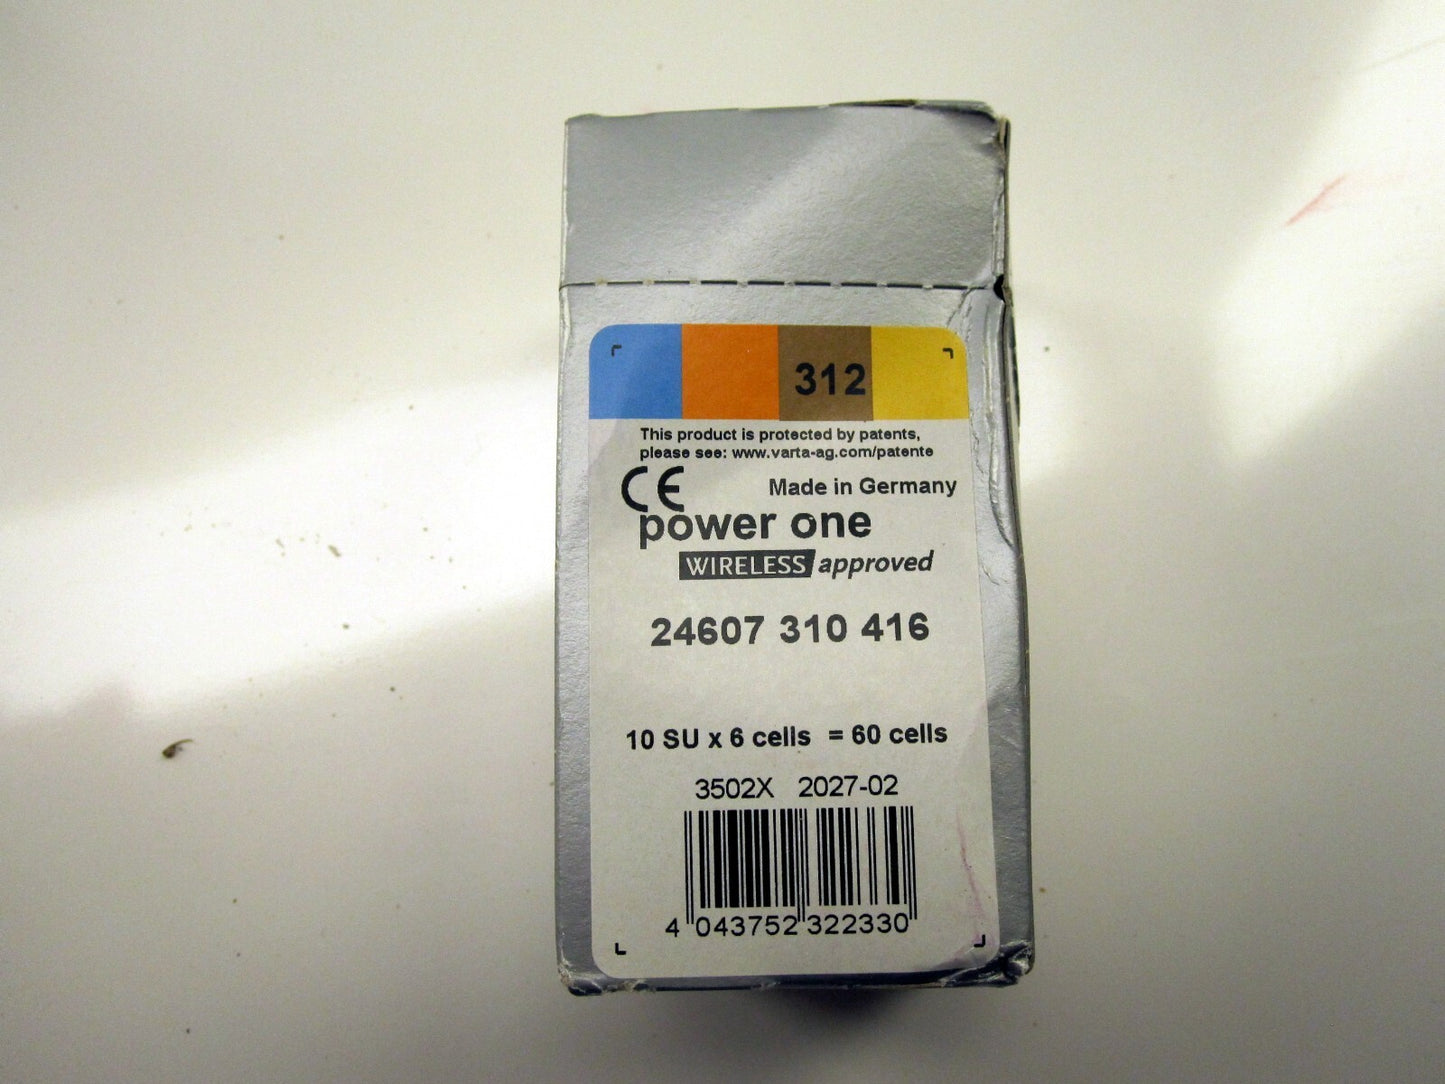 312
This product is protected by patents,
please see: www.varta-ag.com/patente
CE Made in Germany
power one
WIRELESS approved
24607 310 416
10 SU x 6 cells = 60 cells
3502X 2027-02
4 043752 322330